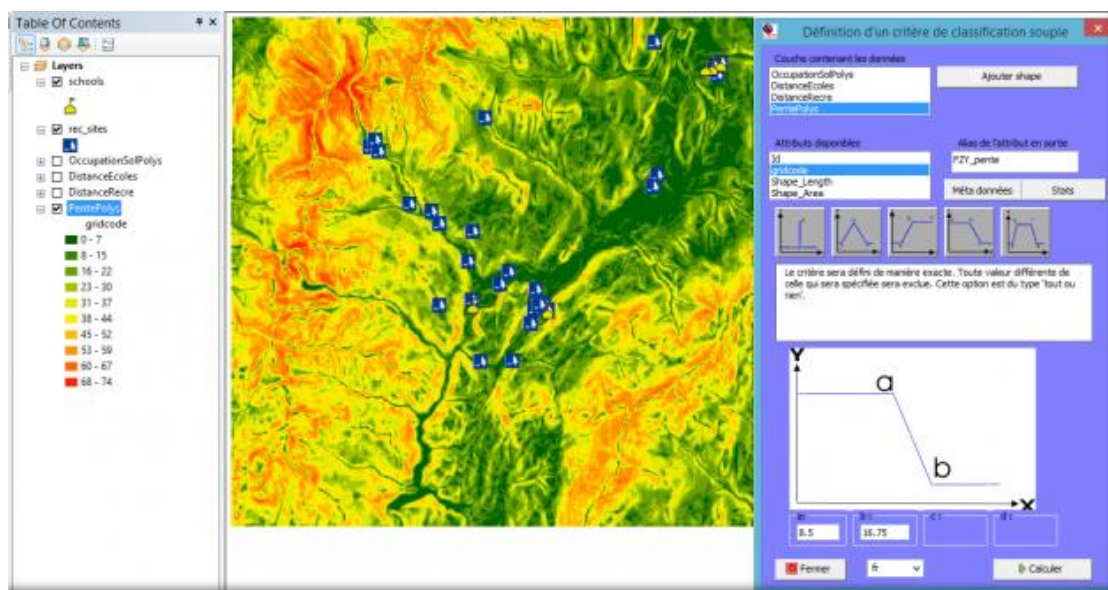 Table Of Contents
Layers
schools
rec_sites
OccupationSolPolys
DistanceEcoles
DistanceRecre
PentePolys
gridcode
0 - 7
8 - 15
16 - 22
23 - 30
31 - 37
38 - 44
45 - 52
53 - 59
60 - 67
68 - 74
Définition d'un critère de classification souple
Couche contenant les données
OccupationSolPolys
DistanceEcoles
DistanceRecre
PentePolys
Ajouter shape
Attributs disponibles
Id
gridcode
Shape_Length
Shape_Area
Alias de l'attribut en sortie
FZY_pente
Méta données
Stats
Le critère sera défini de manière exacte. Toute valeur différente de
celle qui sera spécifiée sera exclue. Cette option est du type 'tout ou
rien'.
Y
a
b
X
a:
b:
c:
d:
8.5
16.75
Fermer
fr
Calculer